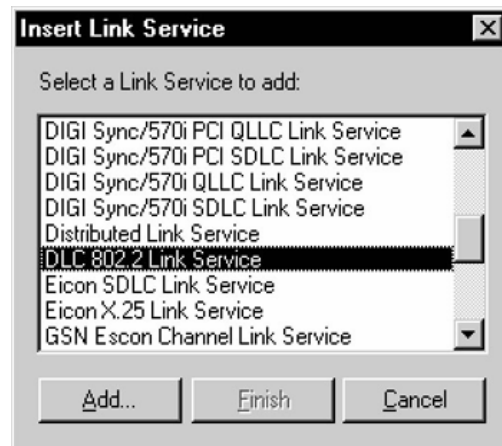 Insert Link Service
Select a Link Service to add:
DIGI Sync/570i PCI QLLC Link Service
DIGI Sync/570i PCI SDLC Link Service
DIGI Sync/570i QLLC Link Service
DIGI Sync/570i SDLC Link Service
Distributed Link Service
DLC 802.2 Link Service
Eicon SDLC Link Service
Eicon X.25 Link Service
GSN Escon Channel Link Service
Add... Finish Cancel